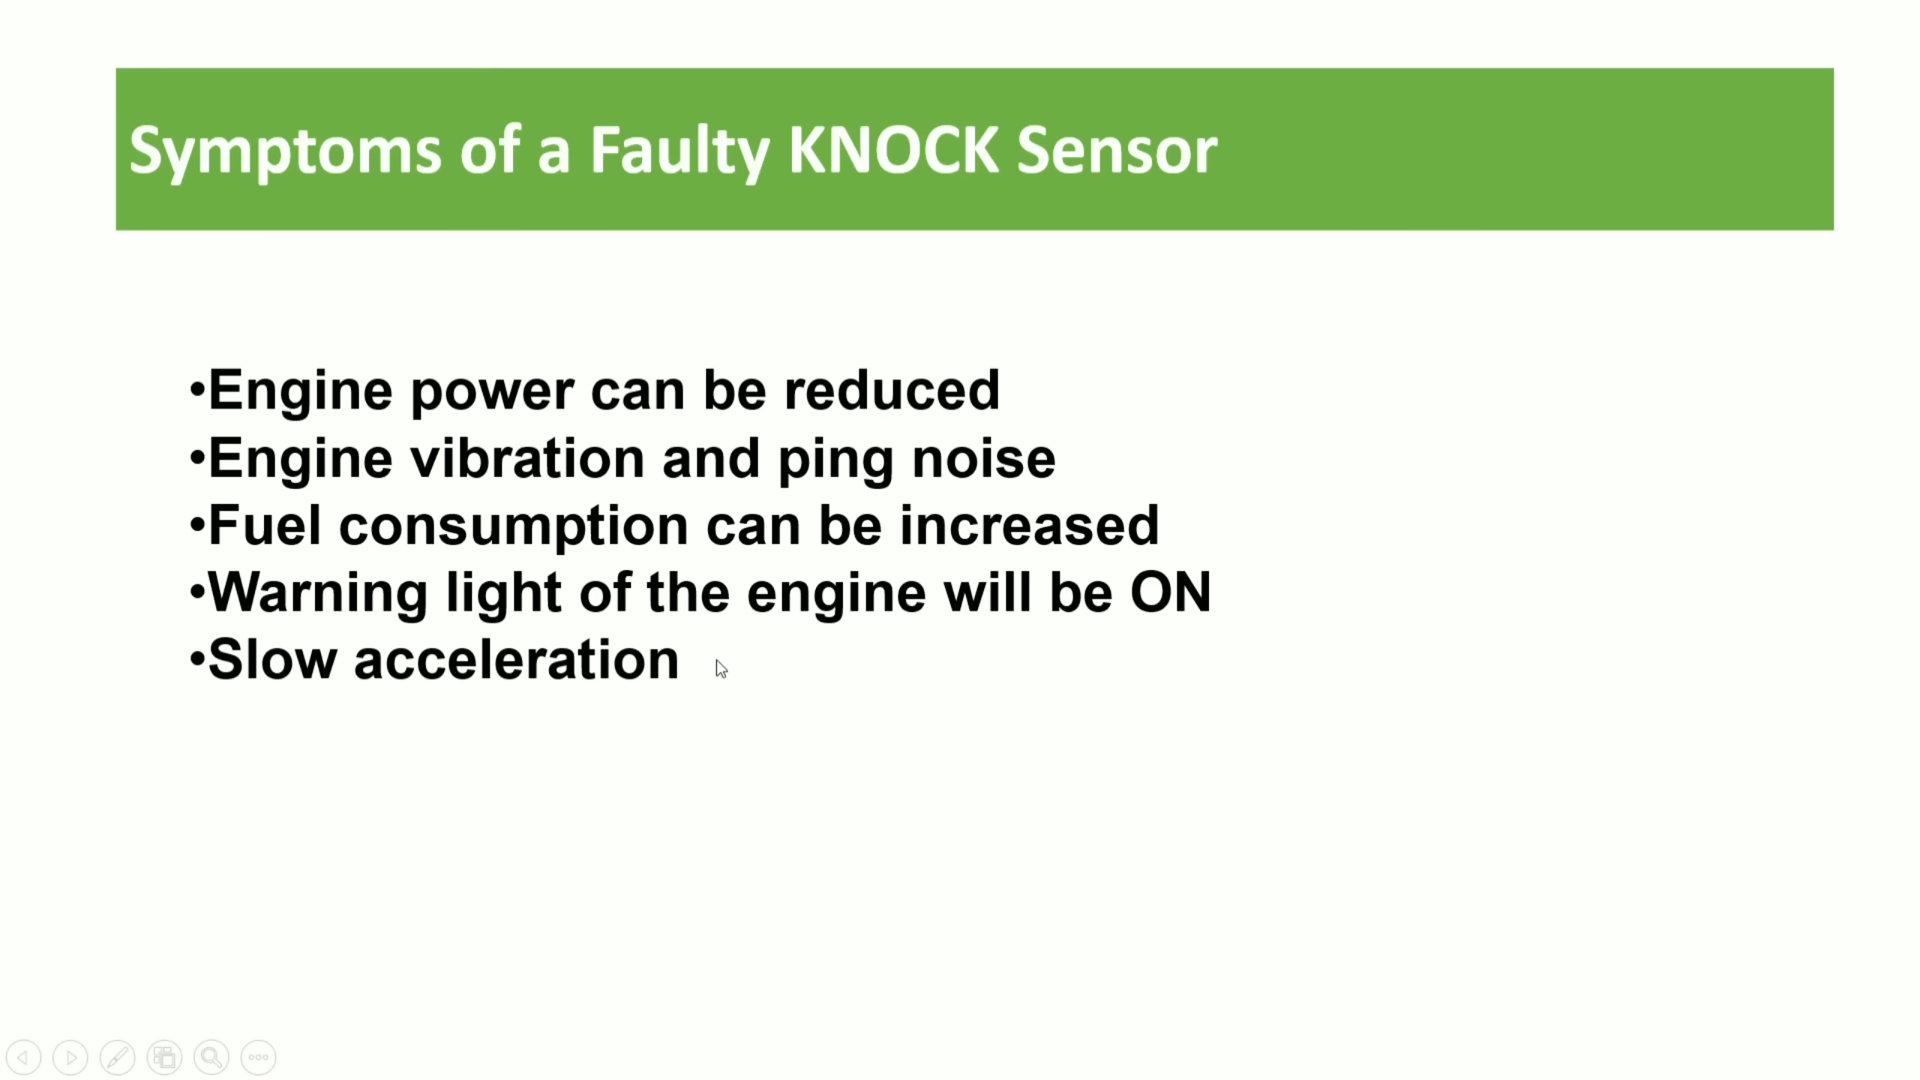 Symptoms of a Faulty KNOCK Sensor
•Engine power can be reduced
•Engine vibration and ping noise
•Fuel consumption can be increased
•Warning light of the engine will be ON
•Slow acceleration